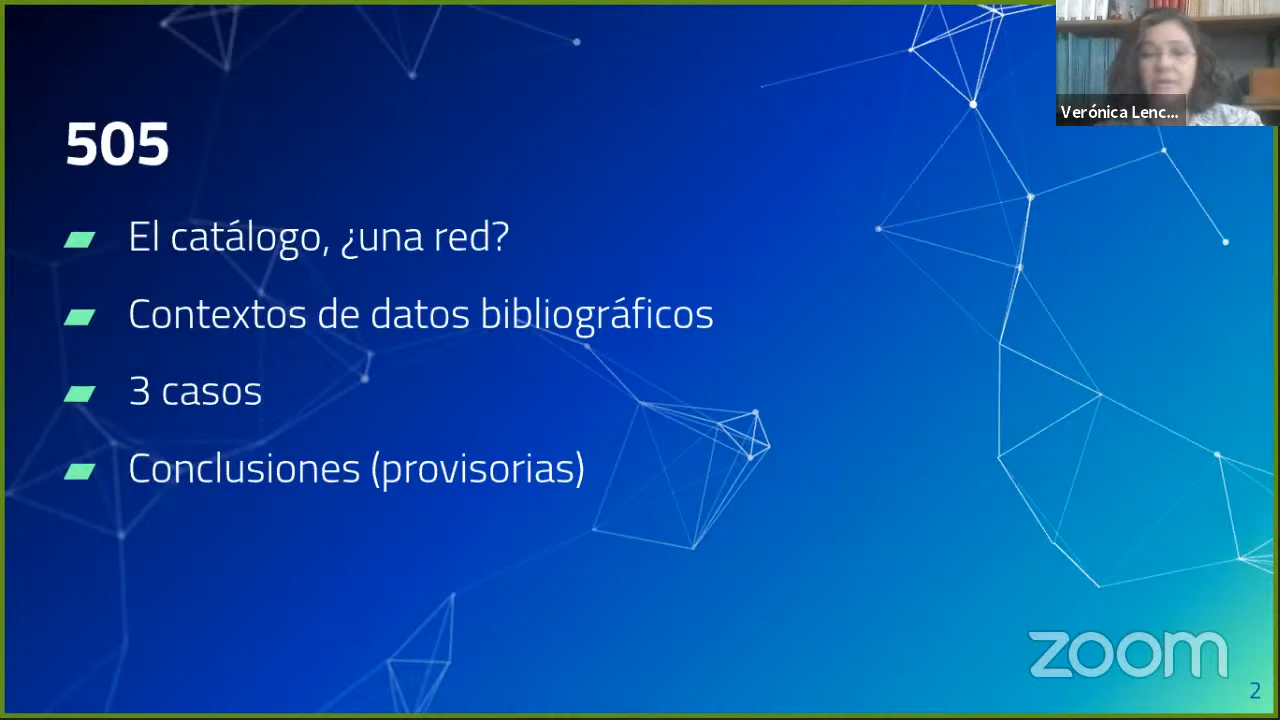 Verónica Lenc...
505
El catálogo, ¿una red?
Contextos de datos bibliográficos
3 casos
Conclusiones (provisorias)
zoom
2